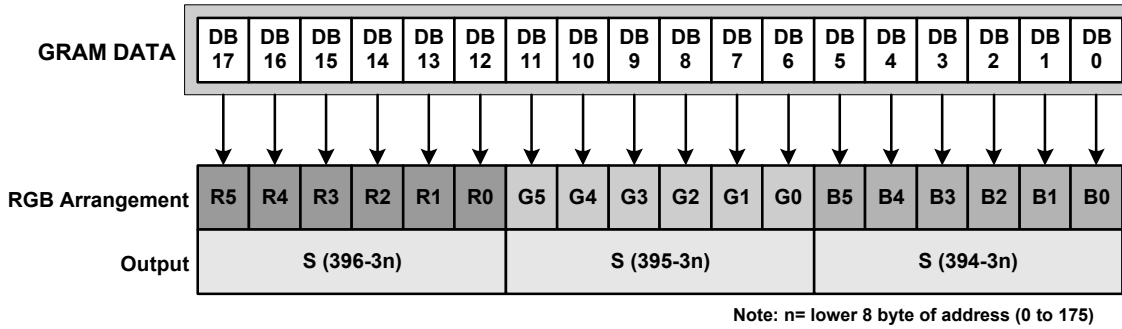 GRAM DATA DB 17 DB 16 DB 15 DB 14 DB 13 DB 12 DB 11 DB 10 DB 9 DB 8 DB 7 DB 6 DB 5 DB 4 DB 3 DB 2 DB 1 DB 0
RGB Arrangement R5 R4 R3 R2 R1 R0 G5 G4 G3 G2 G1 G0 B5 B4 B3 B2 B1 B0
Output S (396-3n) S (395-3n) S (394-3n)
Note: n= lower 8 byte of address (0 to 175)